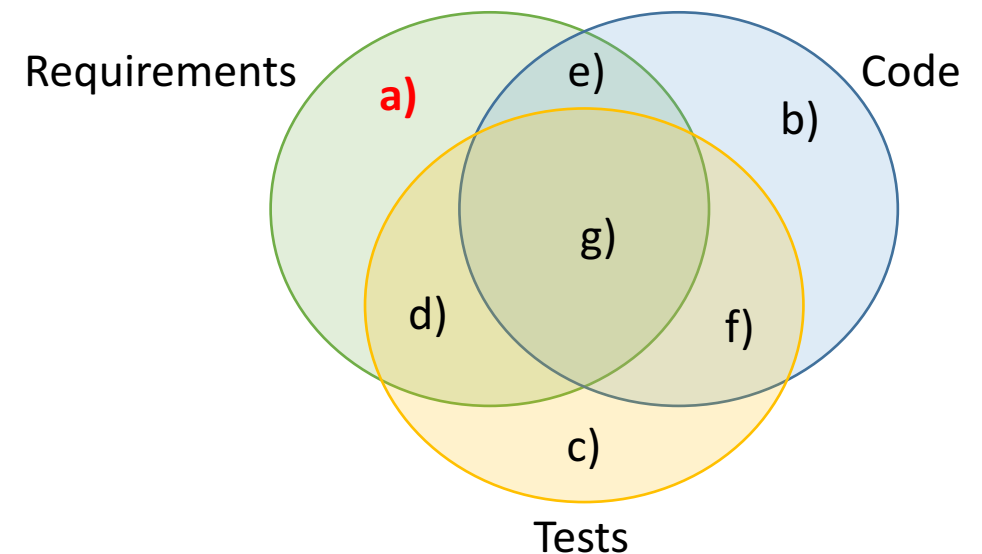 Requirements
a)
e)
Code
b)
g)
d)
f)
c)
Tests